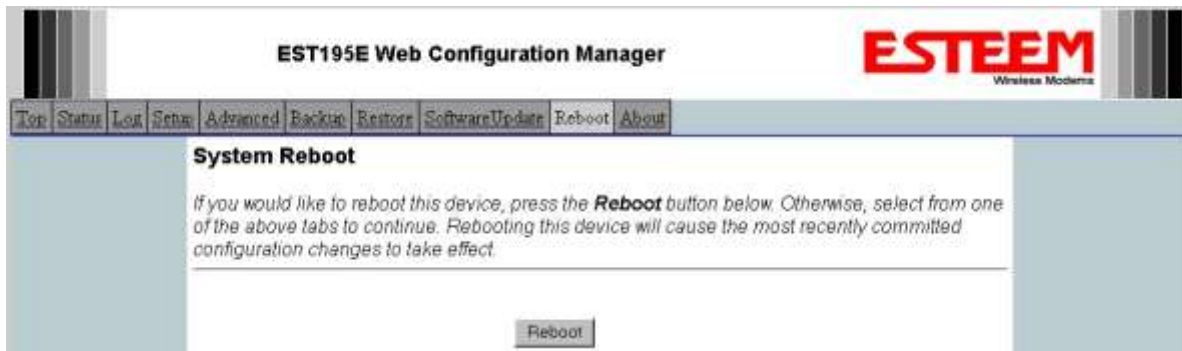 EST195E Web Configuration Manager
ESTEEM
Wireless Modems
Top Status Log Setup Advanced Backup Restore SoftwareUpdate Reboot About
System Reboot
If you would like to reboot this device, press the Reboot button below. Otherwise, select from one
of the above tabs to continue. Rebooting this device will cause the most recently committed
configuration changes to take effect.
Reboot